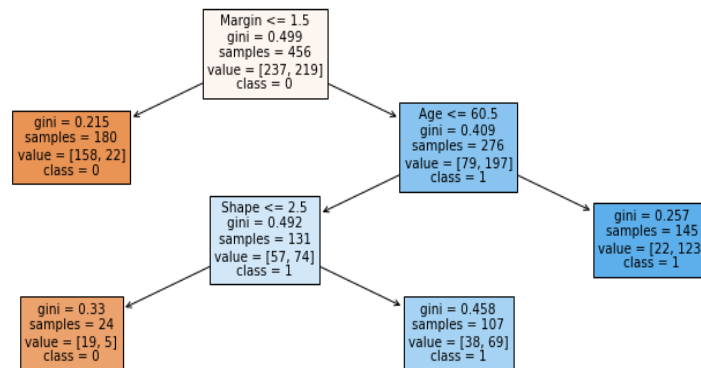 Margin <= 1.5
gini = 0.499
samples = 456
value = [237, 219]
class = 0
gini = 0.215
samples = 180
value = [158, 22]
class = 0
Age <= 60.5
gini = 0.409
samples = 276
value = [79, 197]
class = 1
Shape <= 2.5
gini = 0.492
samples = 131
value = [57, 74]
class = 1
gini = 0.257
samples = 145
value = [22, 123]
class = 1
gini = 0.33
samples = 24
value = [19, 5]
class = 0
gini = 0.458
samples = 107
value = [38, 69]
class = 1